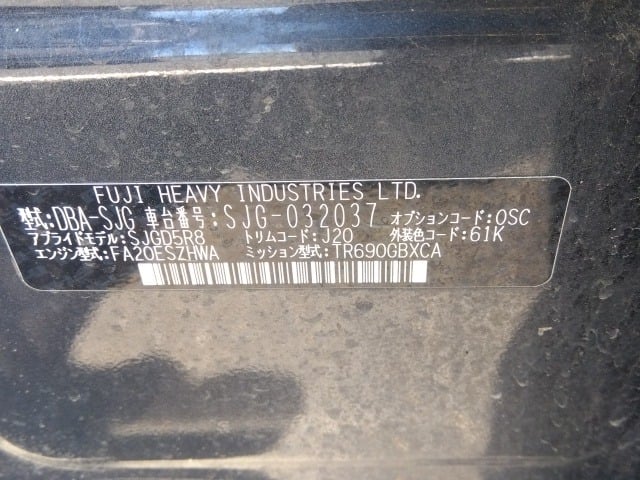 FUJI HEAVY INDUSTRIES LTD.
型式:DBA-SJG 車台番号:SJG-032037 オプションコード:OSC
アプライドモデル:SJGD5R8 トリムコード:J20 外装色コード:61K
エンジン型式:FA20ESZHWA ミッション型式:TR690GBXCA